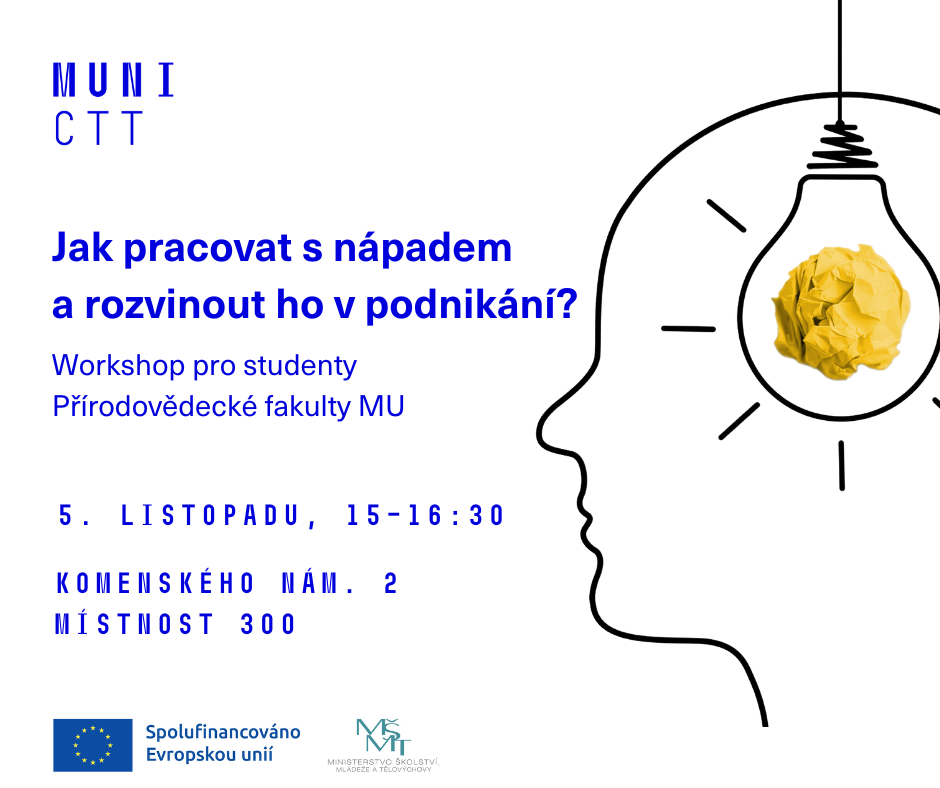 MUNI
CTT
Jak pracovat s nápadem
a rozvinout ho v podnikání?
Workshop pro studenty
Přírodovědecké fakulty MU
5. LISTOPADU, 15–16:30
KOMENSKÉHO NÁM. 2
MÍSTNOST 300
Spolufinancováno
Evropskou unií
MŠMT
MINISTERSTVO ŠKOLSTVÍ,
MLÁDEŽE A TĚLOVÝCHOVY